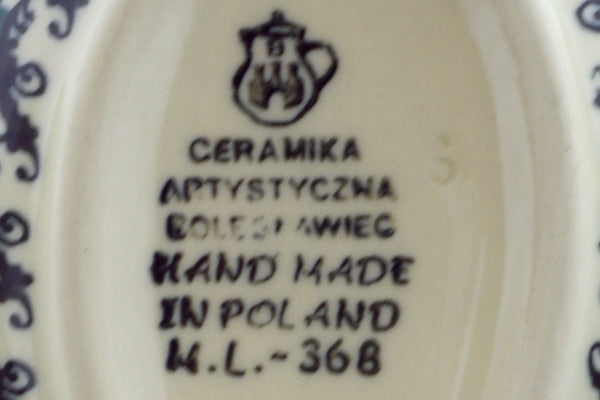 B
CERAMIKA
ARTYSTYCZNA
BOLESŁAWIEC
HAND MADE
IN POLAND
M.L.-368